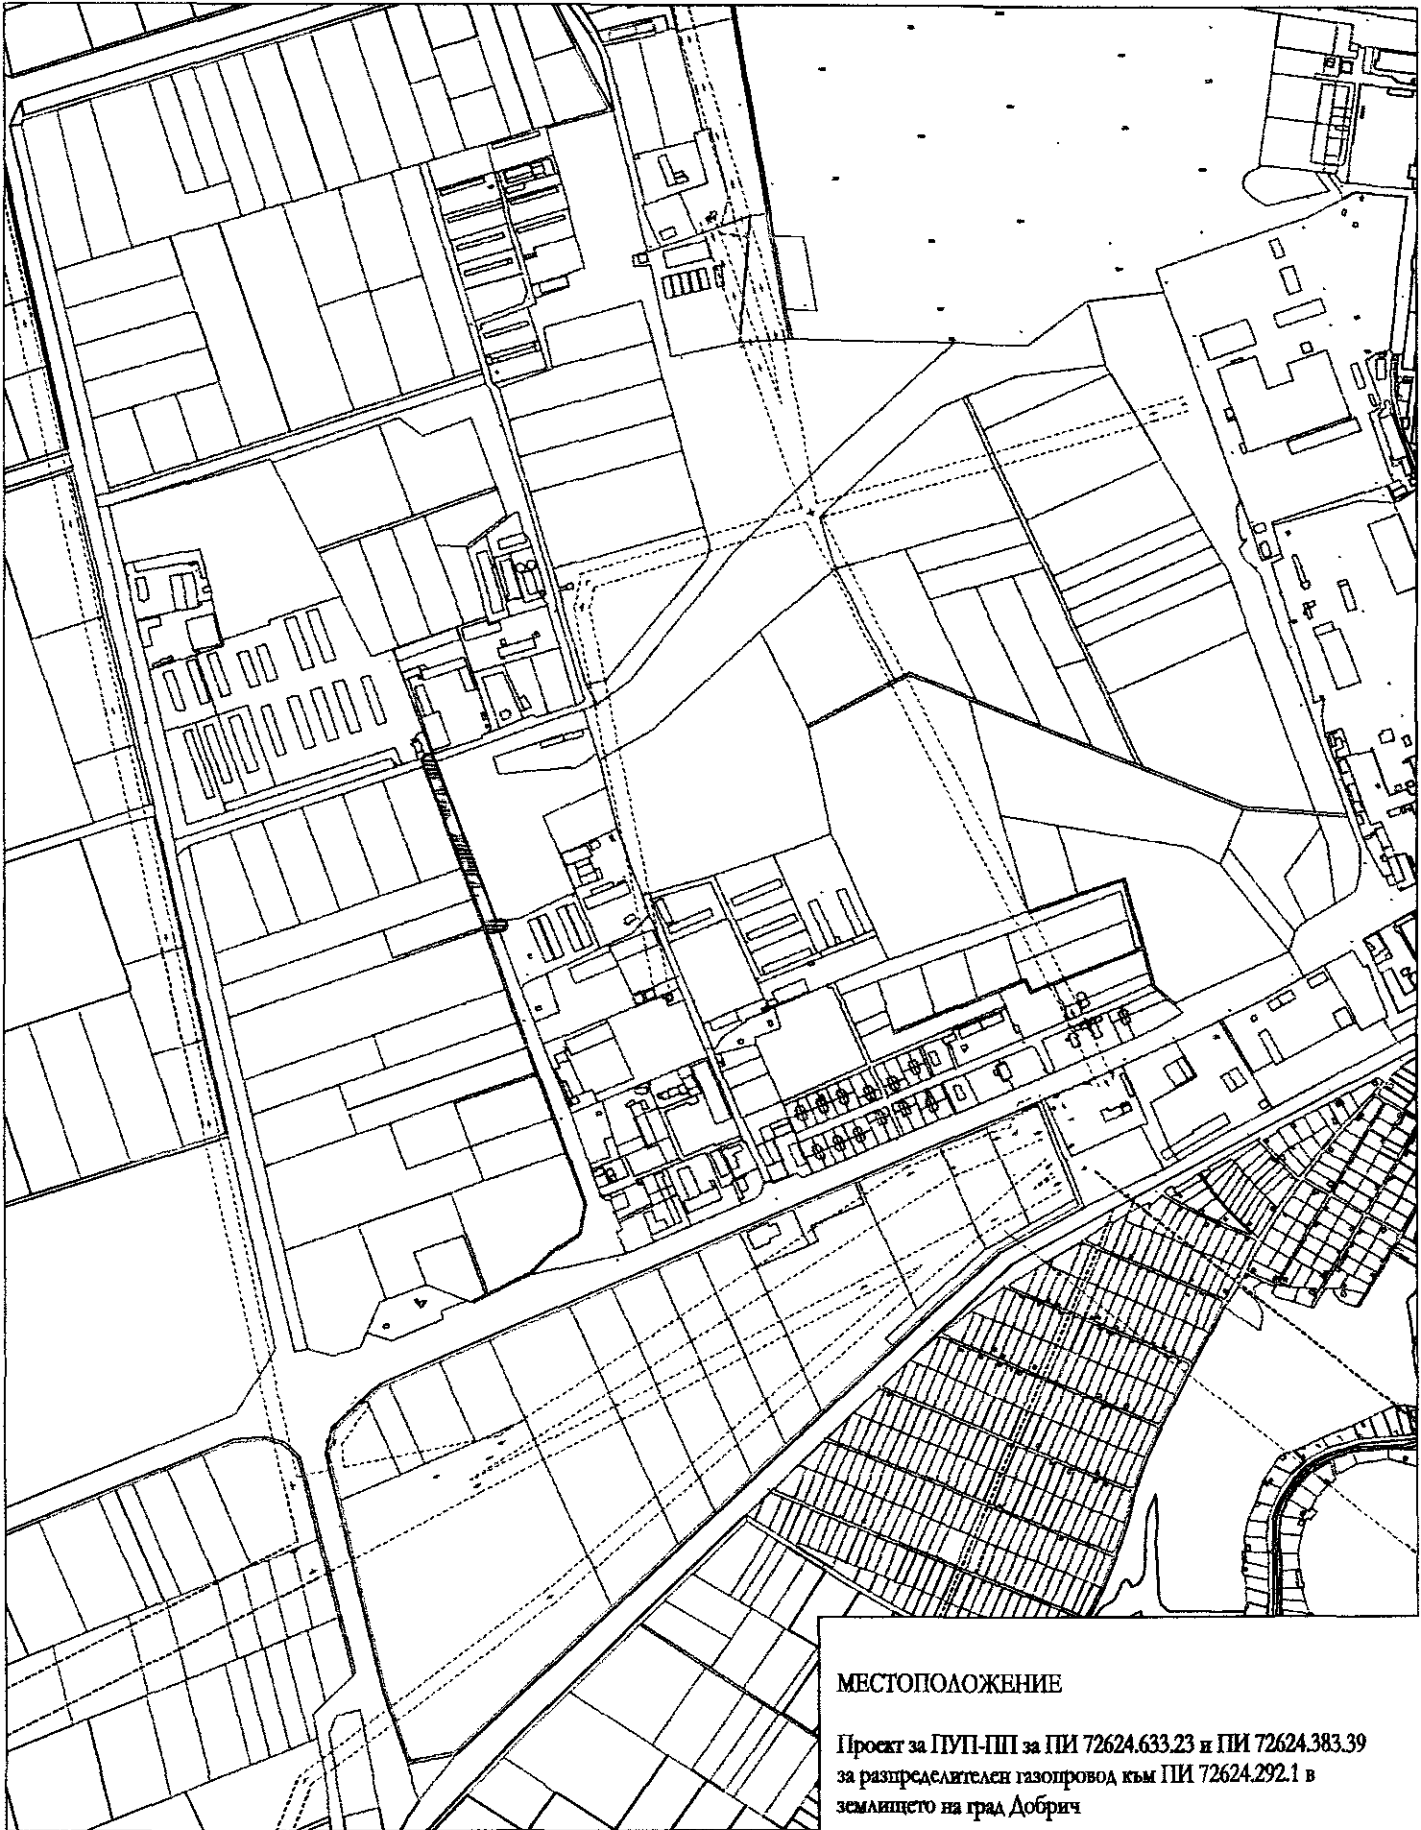 МЕСТОПОЛОЖЕНИЕ
Проект за ПУП-ПП за ПИ 72624.633.23 и ПИ 72624.383.39
за разпределителен газопровод към ПИ 72624.292.1 в
землището на град Добрич